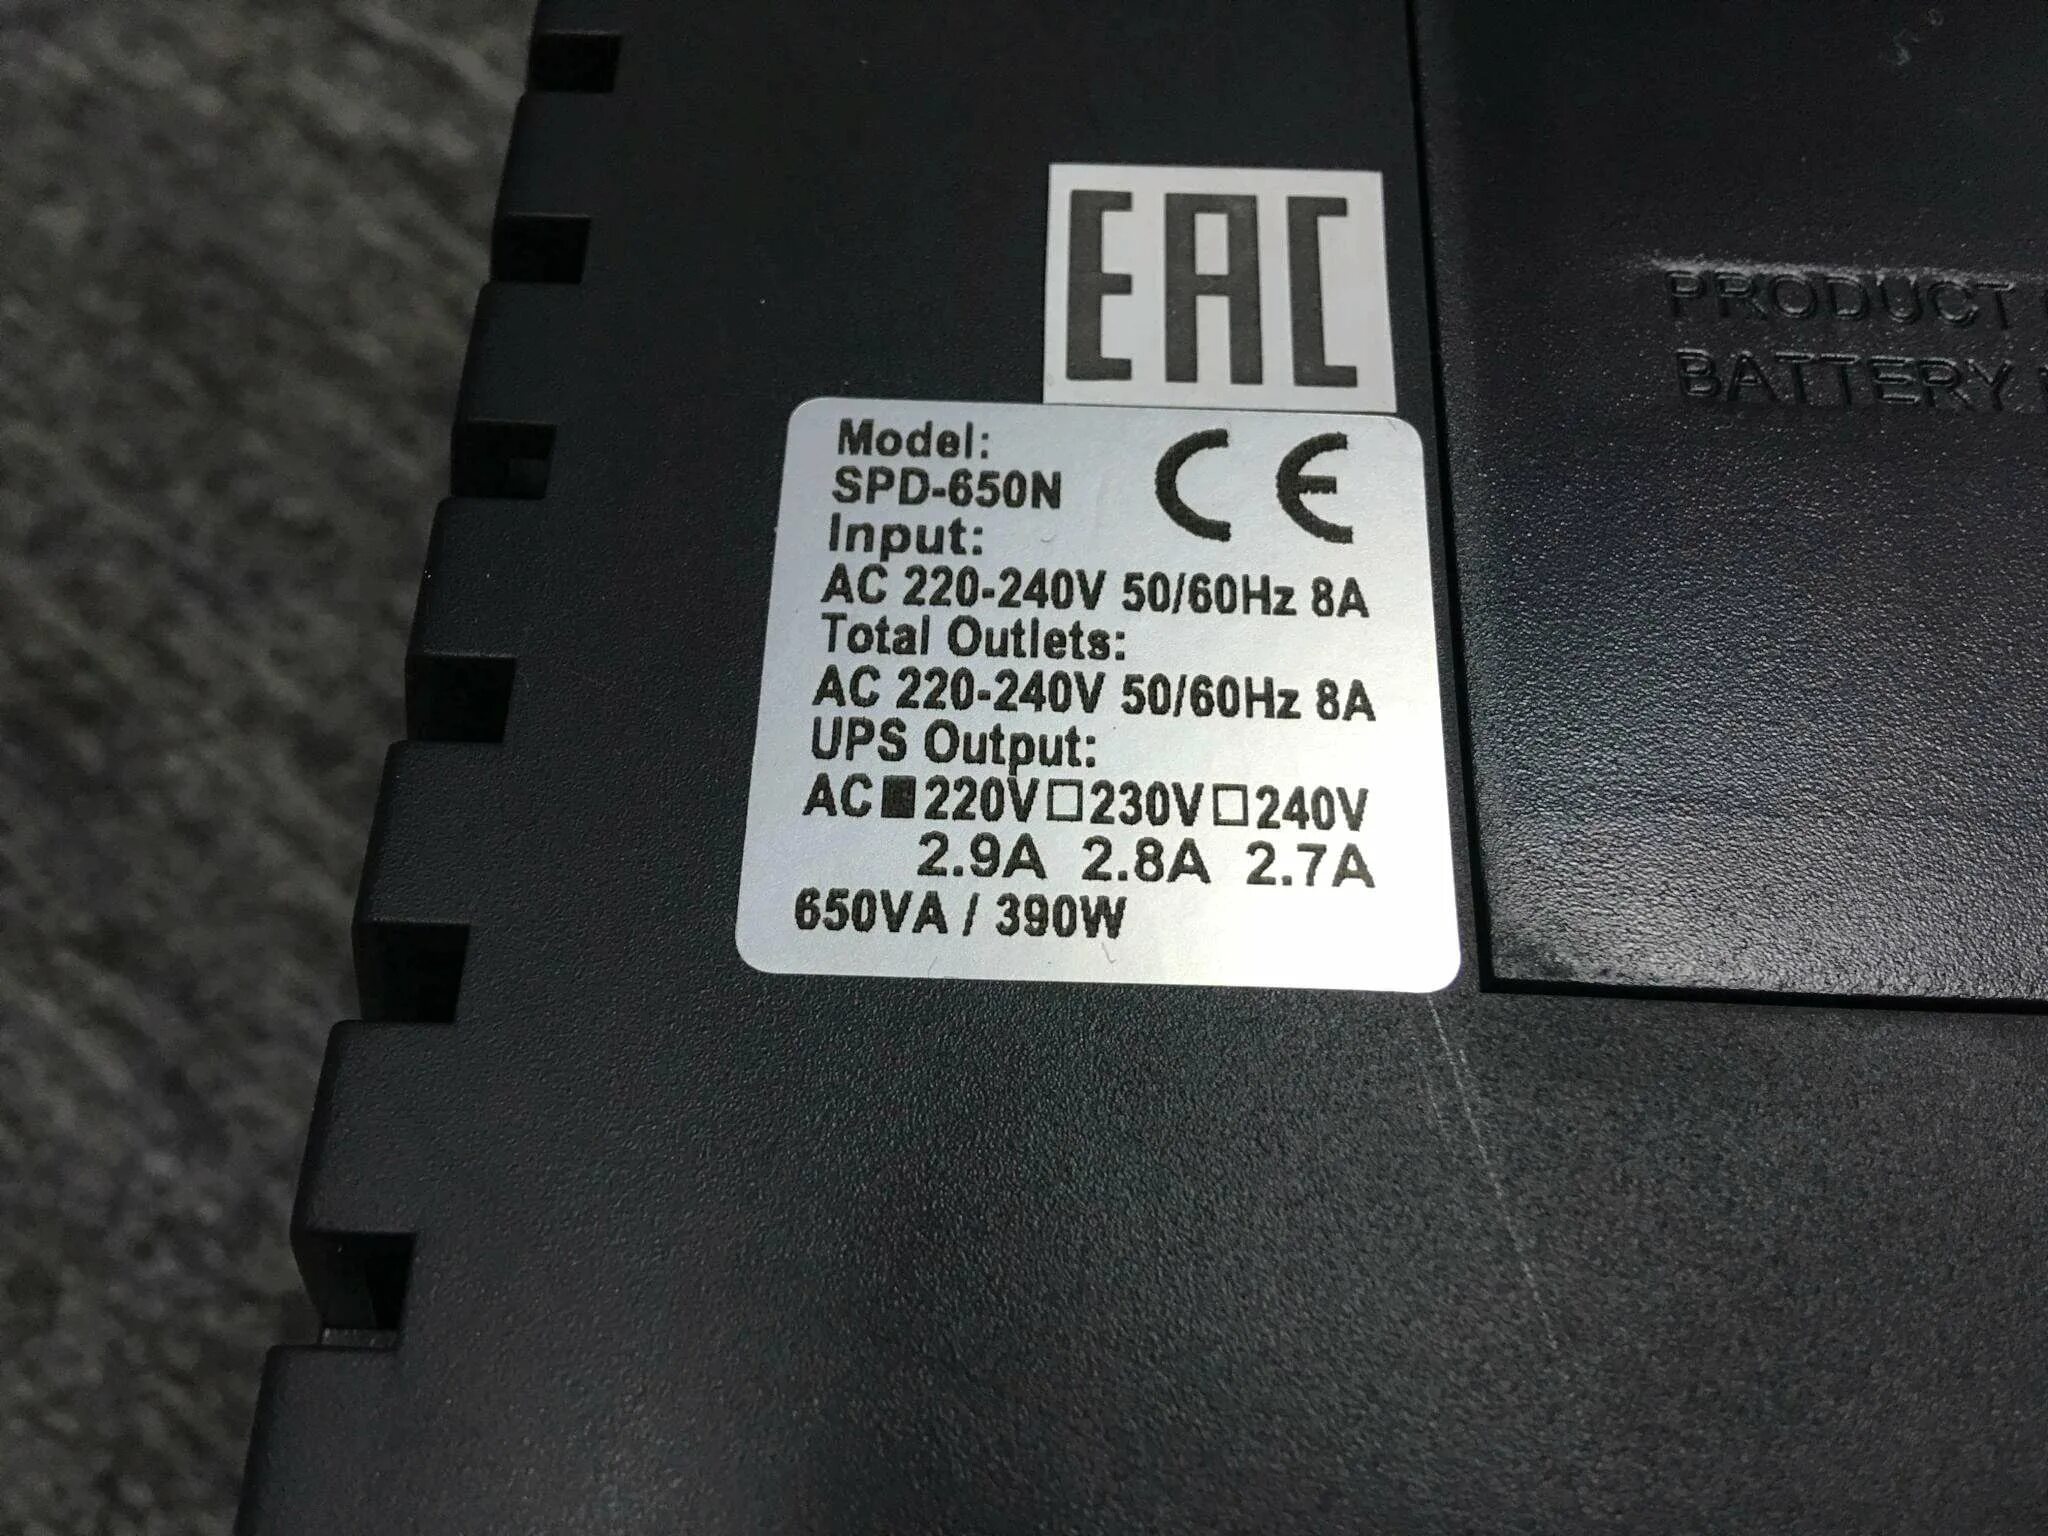 EAC
Model:
SPD-650N
CE
Input:
AC 220-240V 50/60Hz 8A
Total Outlets:
AC 220-240V 50/60Hz 8A
UPS Output:
AC■220V□230V□240V
2.9A 2.8A 2.7A
650VA / 390W
PRODUCT
BATTERY